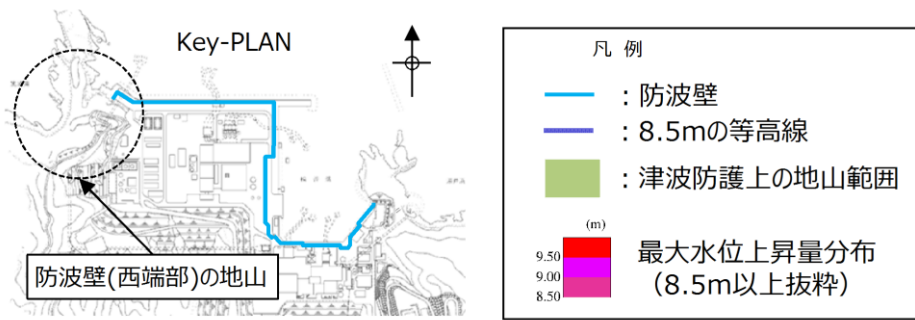 Key-PLAN
防波壁(西端部)の地山
凡 例
：防波壁
：8.5mの等高線
：津波防護上の地山範囲
(m)
9.50
9.00
8.50
最大水位上昇量分布
（8.5m以上抜粋）